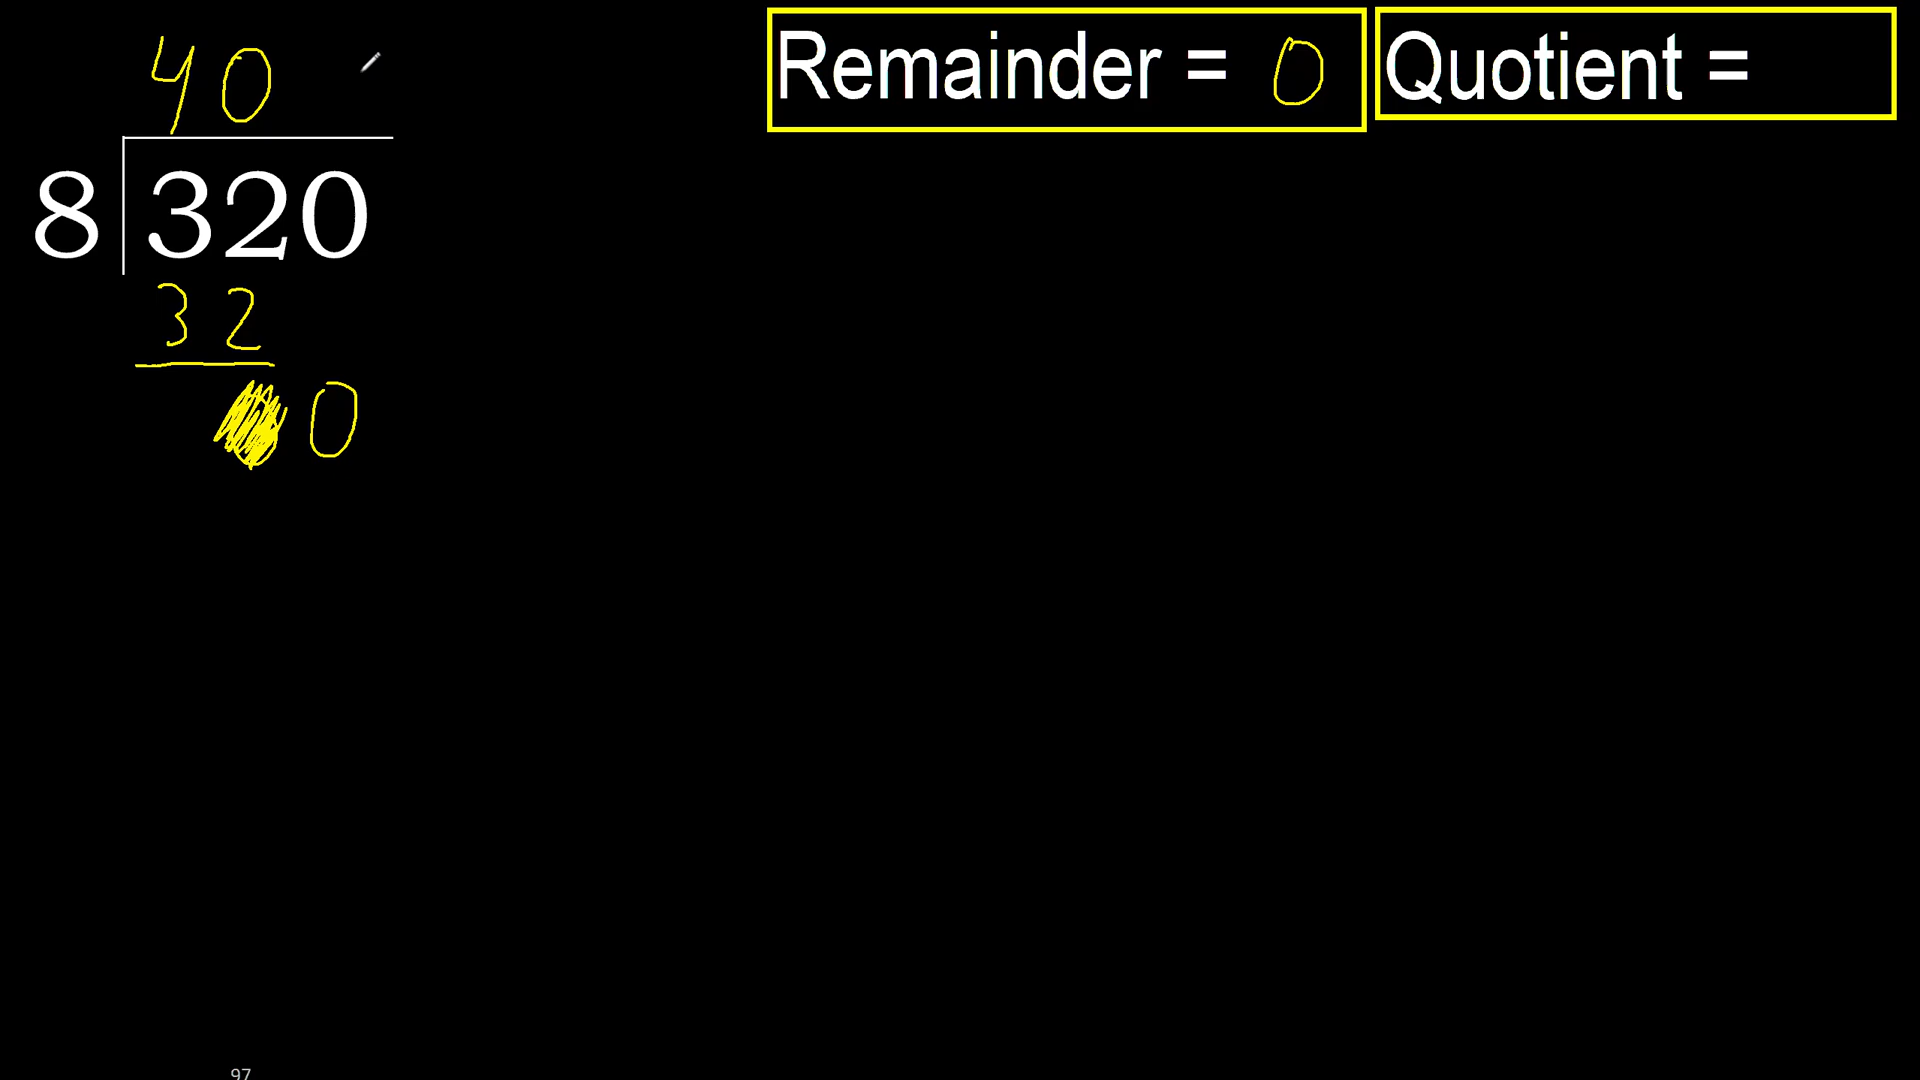 40
Remainder = 0
Quotient =
8 320
32
0
97